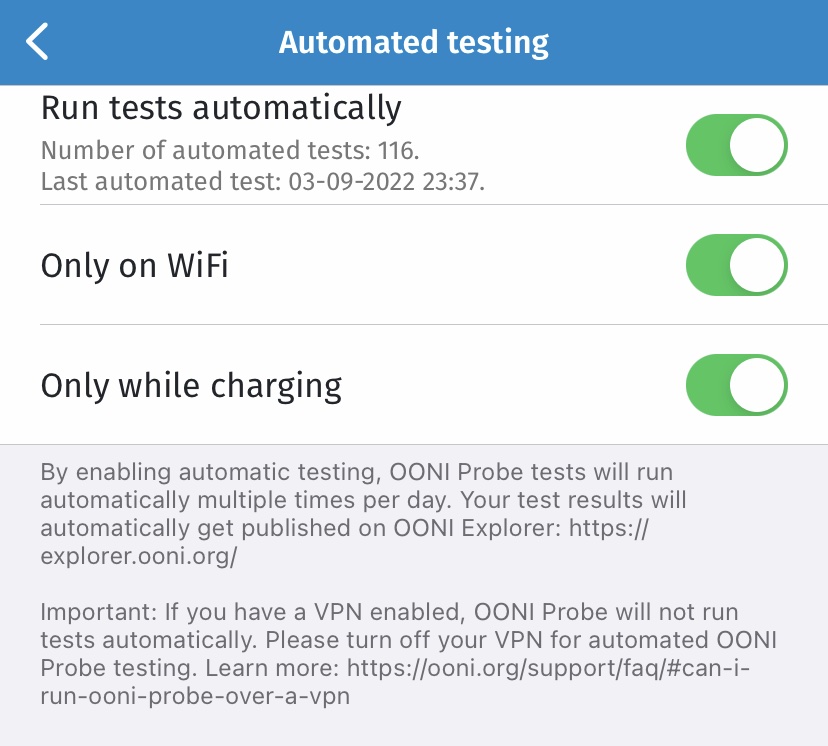 Automated testing
Run tests automatically
Number of automated tests: 116.
Last automated test: 03-09-2022 23:37.
Only on WiFi
Only while charging
By enabling automatic testing, OONI Probe tests will run
automatically multiple times per day. Your test results will
automatically get published on OONI Explorer: https://
explorer.ooni.org/
Important: If you have a VPN enabled, OONI Probe will not run
tests automatically. Please turn off your VPN for automated OONI
Probe testing. Learn more: https://ooni.org/support/faq/#can-i-
run-ooni-probe-over-a-vpn